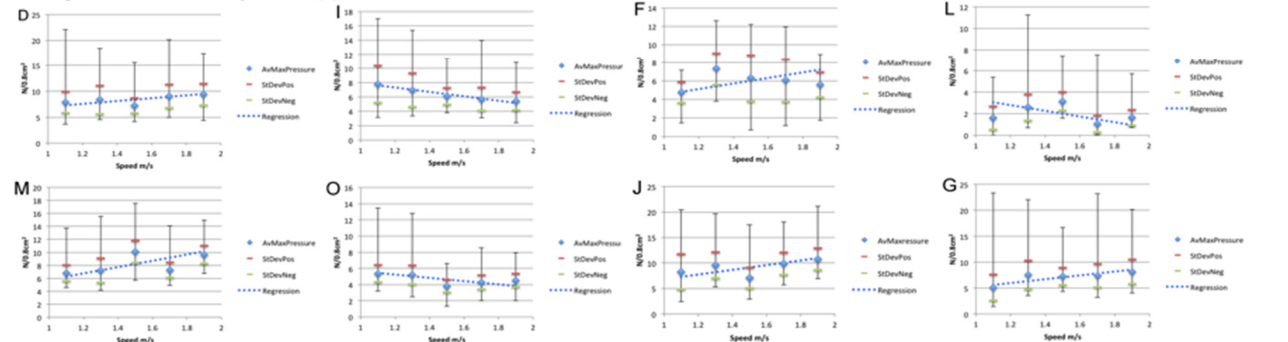 D
25
20
15
10
5
0
N/0.8cm²
1 1.2 1.4 1.6 1.8 2
Speed m/s
AvMaxPressure
StDevPos
StDevNeg
Regression
I
18
16
14
12
10
8
6
4
2
0
N/0.8cm²
1 1.2 1.4 1.6 1.8 2
Speed m/s
AvMaxPressur
StDevPos
StDevNeg
Regression
F
14
12
10
8
6
4
2
0
N/0.8cm²
1 1.2 1.4 1.6 1.8 2
Speed m/s
AvMaxPressure
StDevPos
StDevNeg
Regression
L
12
10
8
6
4
2
0
N/0.8cm²
1 1.2 1.4 1.6 1.8 2
Speed m/s
AvMaxPressure
StDevPos
StDevNeg
Regression
M
20
18
16
14
12
10
8
6
4
2
0
N/0.8cm²
1 1.2 1.4 1.6 1.8 2
Speed m/s
AvMaxPressure
StDevPos
StDevNeg
Regression
O
16
14
12
10
8
6
4
2
0
N/0.8cm²
1 1.2 1.4 1.6 1.8 2
Speed m/s
AvMaxPressu
StDevPos
StDevNeg
Regression
J
25
20
15
10
5
0
N/0.8cm²
1 1.2 1.4 1.6 1.8 2
Speed m/s
AvMaxressure
StDevPos
StDevNeg
Regression
G
25
20
15
10
5
0
N/0.8cm²
1 1.2 1.4 1.6 1.8 2
Speed m/s
AvMaxPressure
StDevPos
StDevNeg
Regression